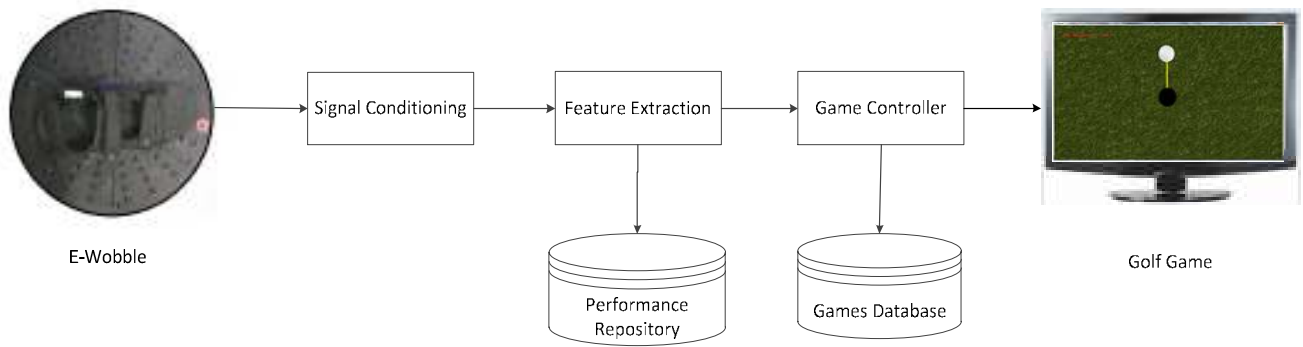 Signal Conditioning
Feature Extraction
Game Controller
E-Wobble
Performance
Repository
Games Database
Golf Game